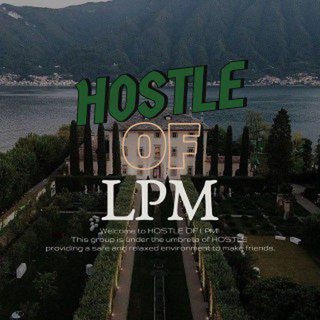 HOSTLE
OF
LPM
Welcome to HOSTLE OF LPM!
This group is under the umbrella of HOSTLE
providing a safe and relaxed environment to make friends.